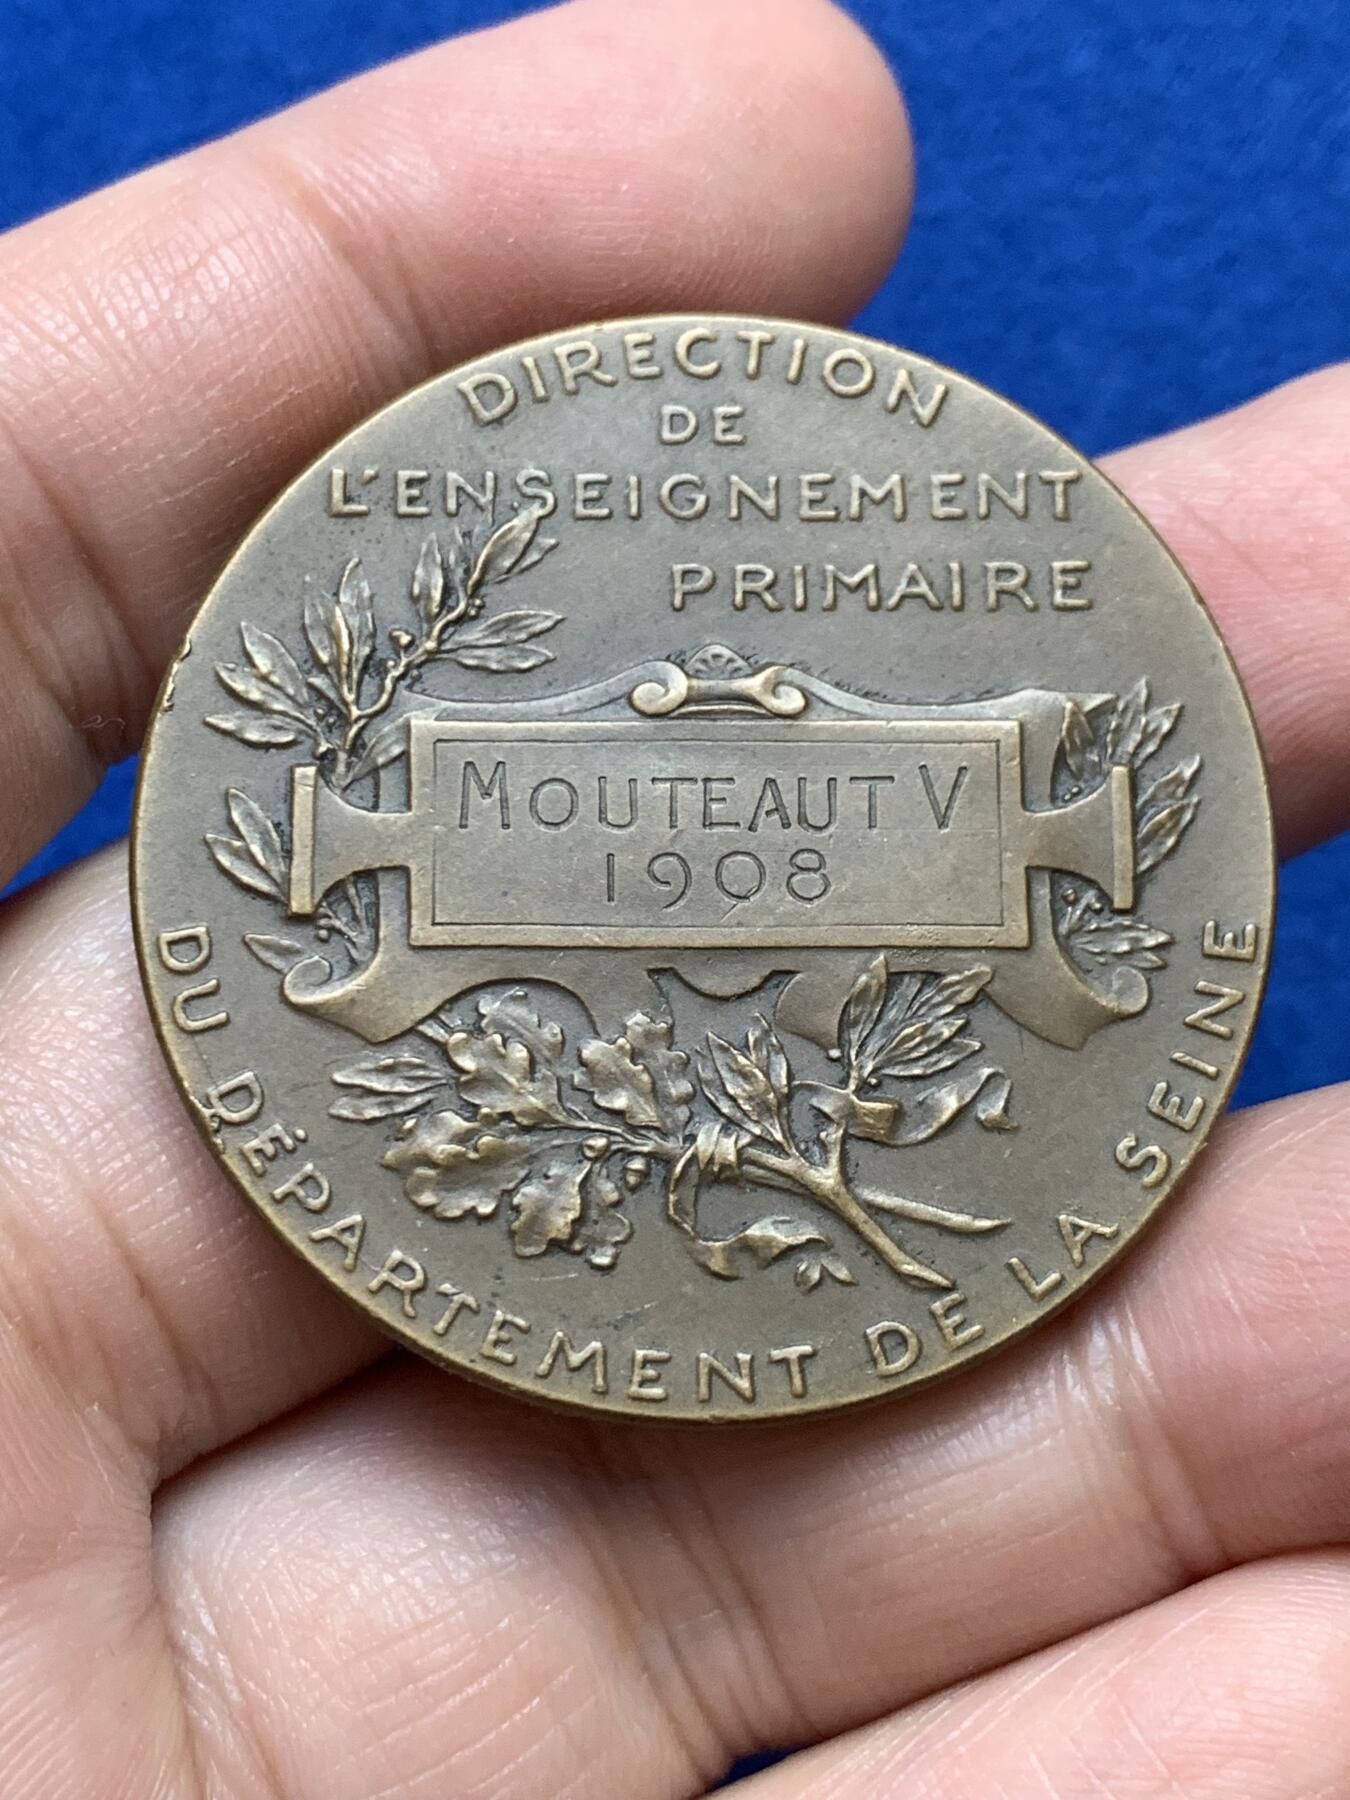 DIRECTION
DE
L'ENSEIGNEMENT
PRIMAIRE
MOUTEAUT V
1908
DU DÉPARTEMENT DE LA SEINE